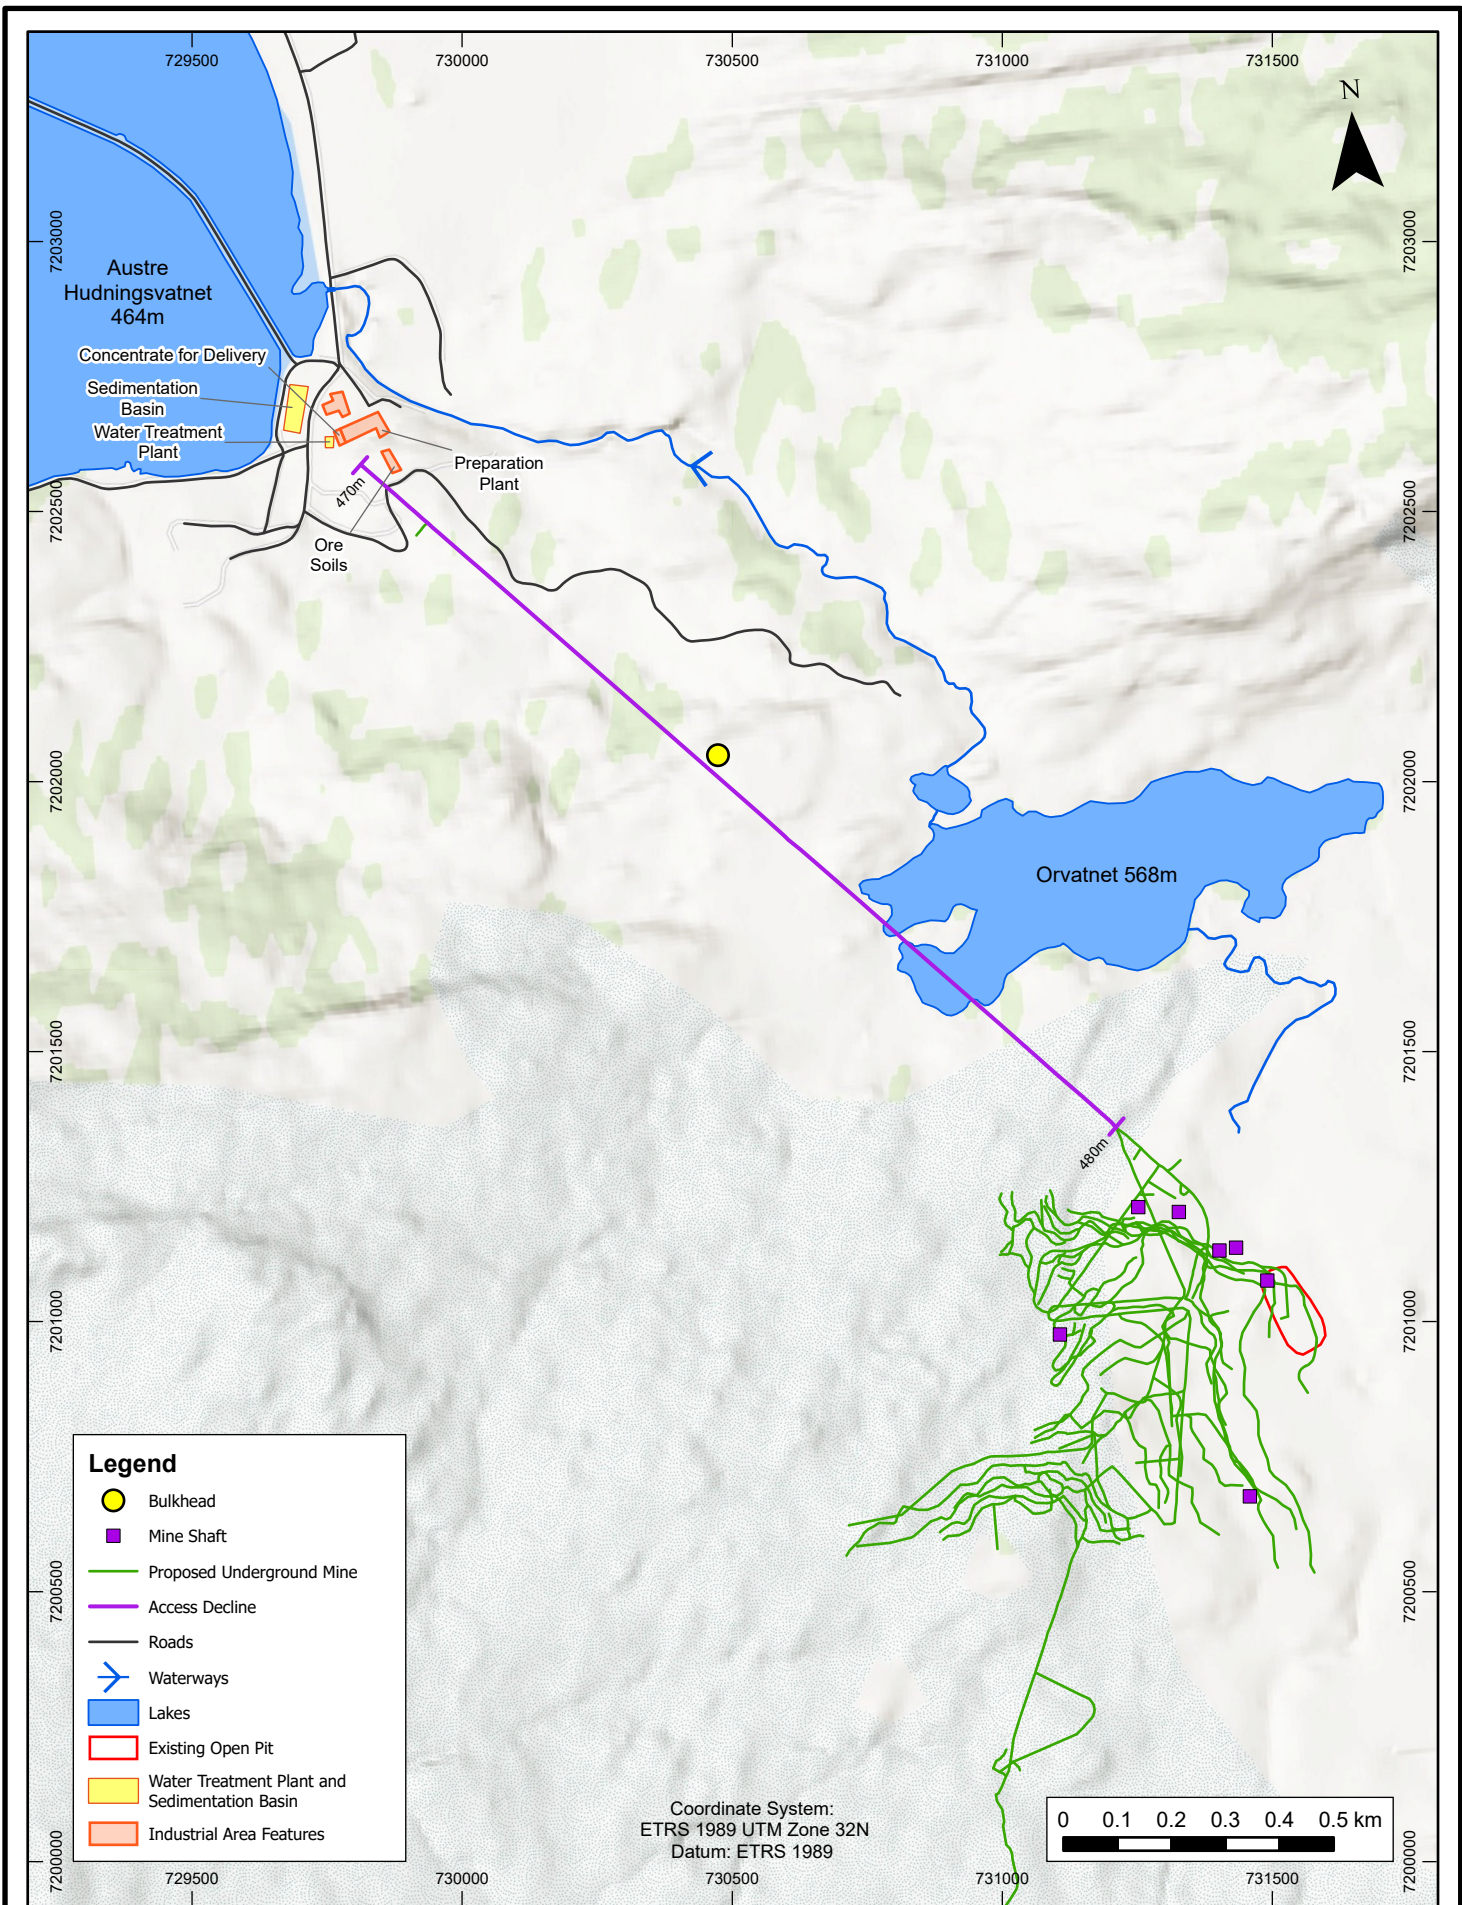 729500
730000
730500
731000
731500
N
7203000
7203000
Austre
Hudningsvatnet
464m
Concentrate for Delivery
Sedimentation
Basin
Water Treatment
Plant
Preparation
Plant
470m
7202500
7202500
Ore
Soils
7202000
7202000
Orvatnet 568m
7201500
7201500
480m
7201000
7201000
Legend
Bulkhead
Mine Shaft
Proposed Underground Mine
Access Decline
Roads
Waterways
Lakes
Existing Open Pit
Water Treatment Plant and
Sedimentation Basin
Industrial Area Features
7200500
7200500
Coordinate System:
ETRS 1989 UTM Zone 32N
Datum: ETRS 1989
0 0.1 0.2 0.3 0.4 0.5 km
7200000
7200000
729500
730000
730500
731000
731500